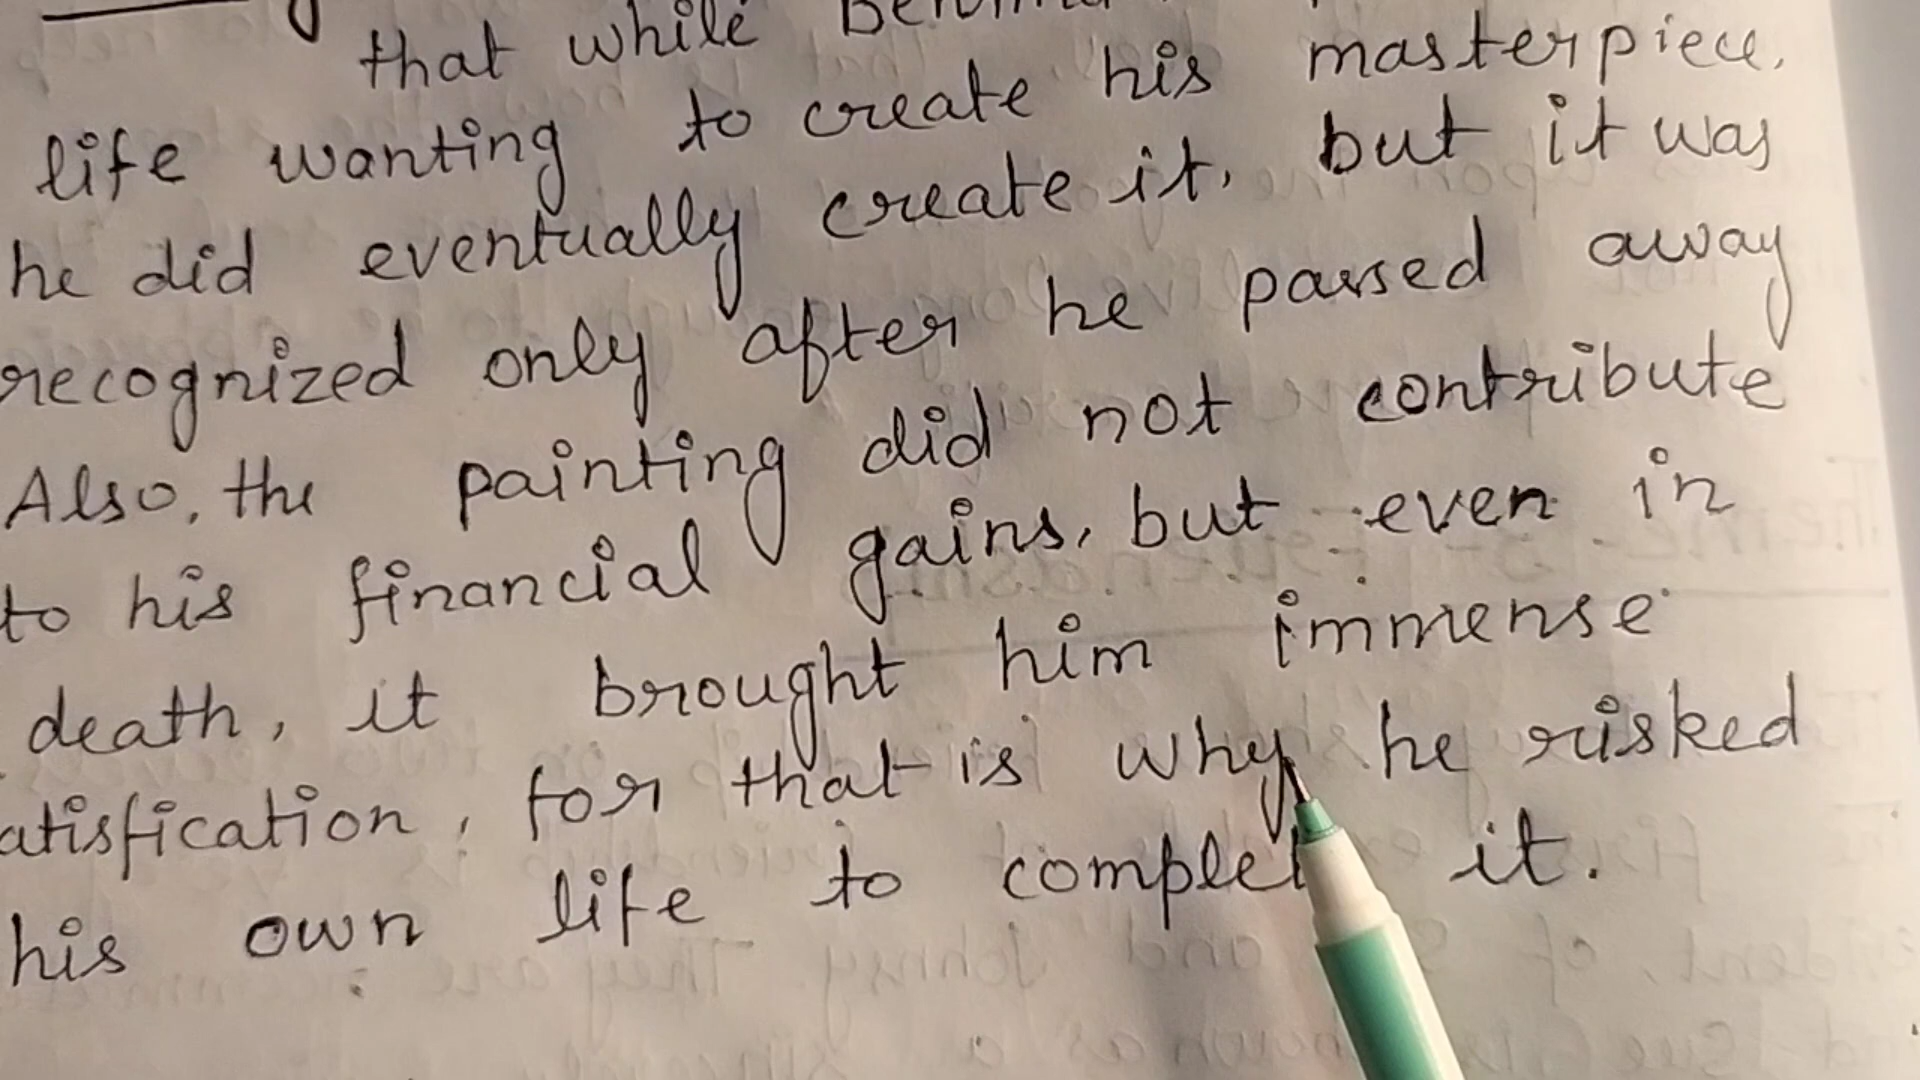 that while
life wanting to create his masterpiece,
he did eventually create it, but it was
recognized only after he passed away
Also, the painting did not contribute
to his financial gains, but even in
death, it brought him immense
atisfication, for that is why he risked
his own life to complet it.